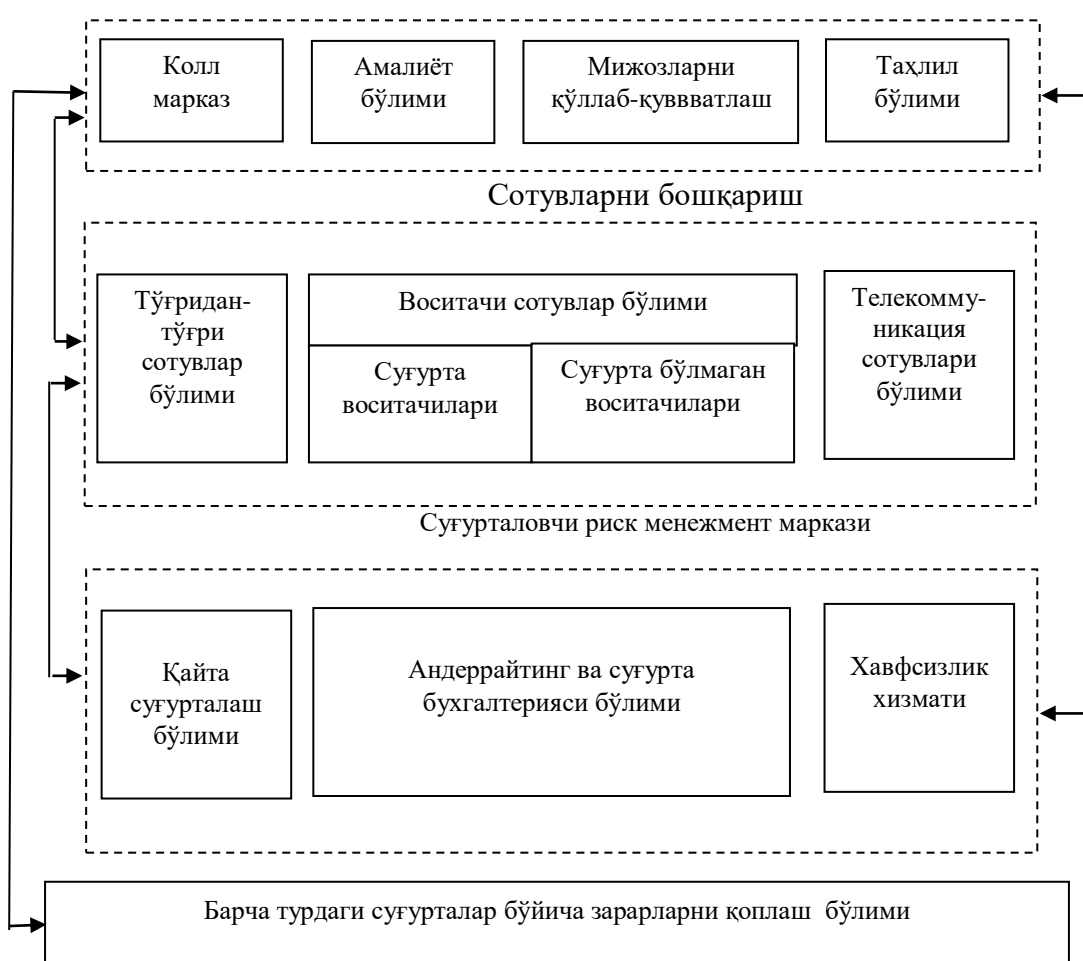 Колл
марказ
Амалиёт
бўлими
Мижозларни
қўллаб-қуввватлаш
Таҳлил
бўлими
Сотувларни бошқариш
Тўғридан-
тўғри
сотувлар
бўлими
Воситачи сотувлар бўлими
Суғурта
воситачилари
Суғурта бўлмаган
воситачилари
Телекомму-
никация
сотувлари
бўлими
Суғурталовчи риск менежмент маркази
Қайта
суғурталаш
бўлими
Андеррайтинг ва суғурта
бухгалтерияси бўлими
Хавфсизлик
хизмати
Барча турдаги суғурталар бўйича зарарларни қоплаш бўлими